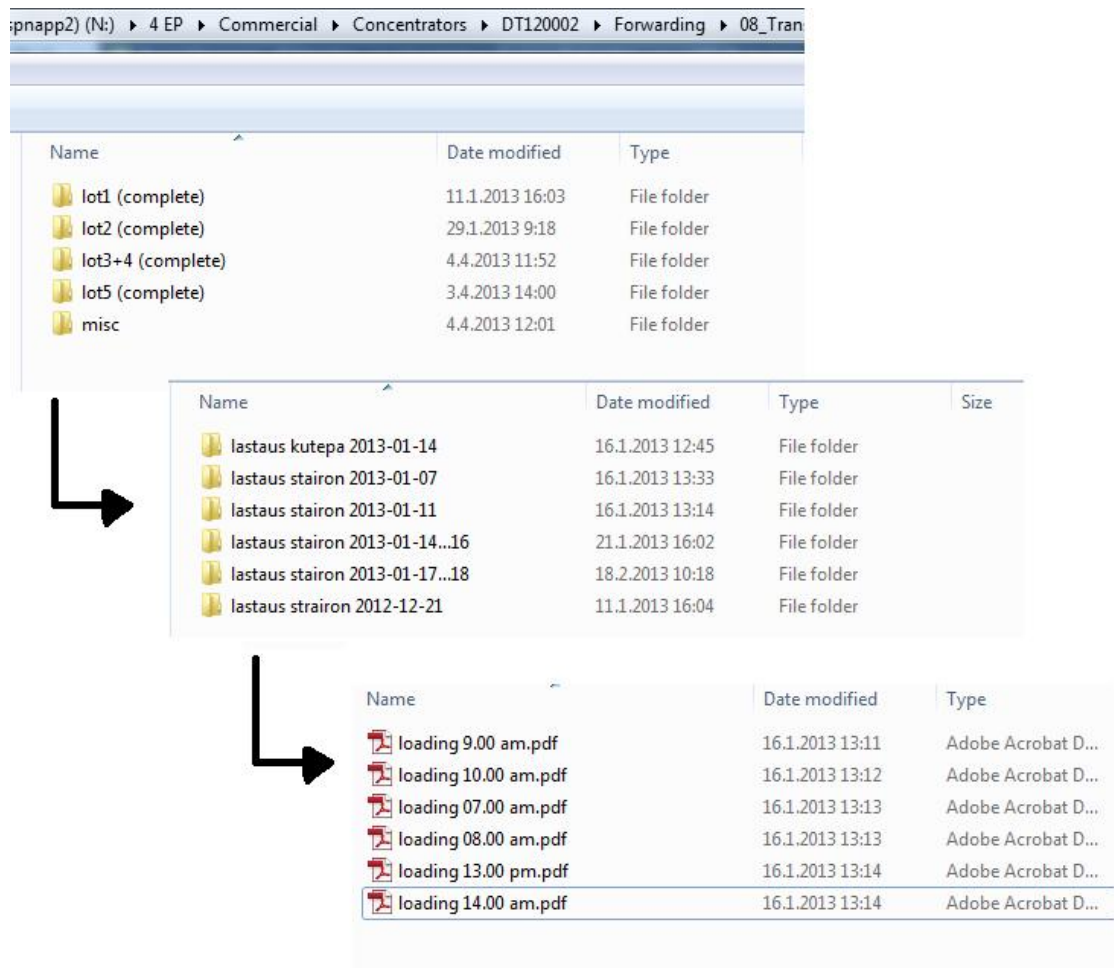 spnapp2) (N:) ▸ 4 EP ▸ Commercial ▸ Concentrators ▸ DT120002 ▸ Forwarding ▸ 08_Tran
Name Date modified Type
lot1 (complete) 11.1.2013 16:03 File folder
lot2 (complete) 29.1.2013 9:18 File folder
lot3+4 (complete) 4.4.2013 11:52 File folder
lot5 (complete) 3.4.2013 14:00 File folder
misc 4.4.2013 12:01 File folder
Name Date modified Type Size
lastaus kutepa 2013-01-14 16.1.2013 12:45 File folder
lastaus stairon 2013-01-07 16.1.2013 13:33 File folder
lastaus stairon 2013-01-11 16.1.2013 13:14 File folder
lastaus stairon 2013-01-14...16 21.1.2013 16:02 File folder
lastaus stairon 2013-01-17...18 18.2.2013 10:18 File folder
lastaus strairon 2012-12-21 11.1.2013 16:04 File folder
Name Date modified Type
loading 9.00 am.pdf 16.1.2013 13:11 Adobe Acrobat D...
loading 10.00 am.pdf 16.1.2013 13:12 Adobe Acrobat D...
loading 07.00 am.pdf 16.1.2013 13:13 Adobe Acrobat D...
loading 08.00 am.pdf 16.1.2013 13:13 Adobe Acrobat D...
loading 13.00 pm.pdf 16.1.2013 13:14 Adobe Acrobat D...
loading 14.00 am.pdf 16.1.2013 13:14 Adobe Acrobat D...